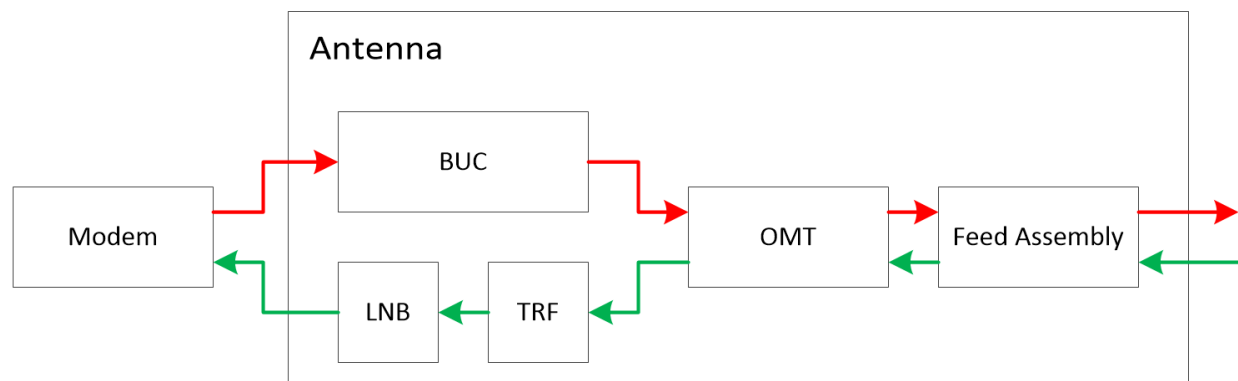 Antenna
BUC
Modem
OMT
Feed Assembly
LNB
TRF